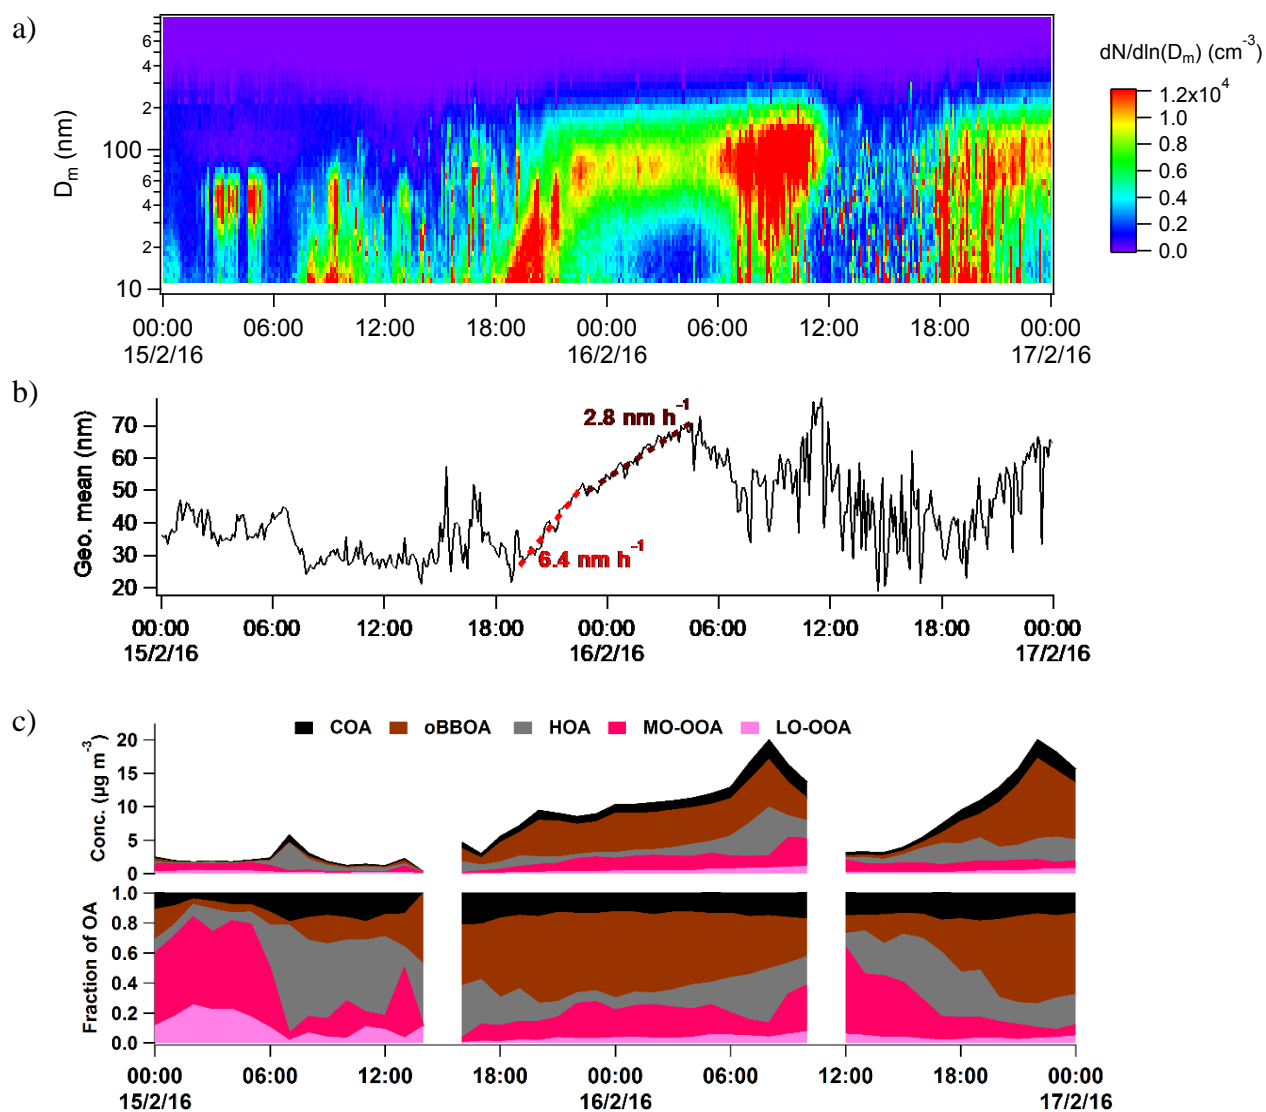 a)
dN/dln(Dₘ) (cm⁻³)
1.2x10⁴
1.0
0.8
0.6
0.4
0.2
0.0
Dₘ (nm)
6
4
2
100
6
4
2
10
00:00 06:00 12:00 18:00 00:00 06:00 12:00 18:00 00:00
15/2/16 16/2/16 17/2/16
b)
Geo. mean (nm)
70
60
50
40
30
20
2.8 nm h⁻¹
6.4 nm h⁻¹
00:00 06:00 12:00 18:00 00:00 06:00 12:00 18:00 00:00
15/2/16 16/2/16 17/2/16
c)
COA oBBOA HOA MO-OOA LO-OOA
Conc. (µg m⁻³)
20
15
10
5
0
Fraction of OA
1.0
0.8
0.6
0.4
0.2
0.0
00:00 06:00 12:00 18:00 00:00 06:00 12:00 18:00 00:00
15/2/16 16/2/16 17/2/16